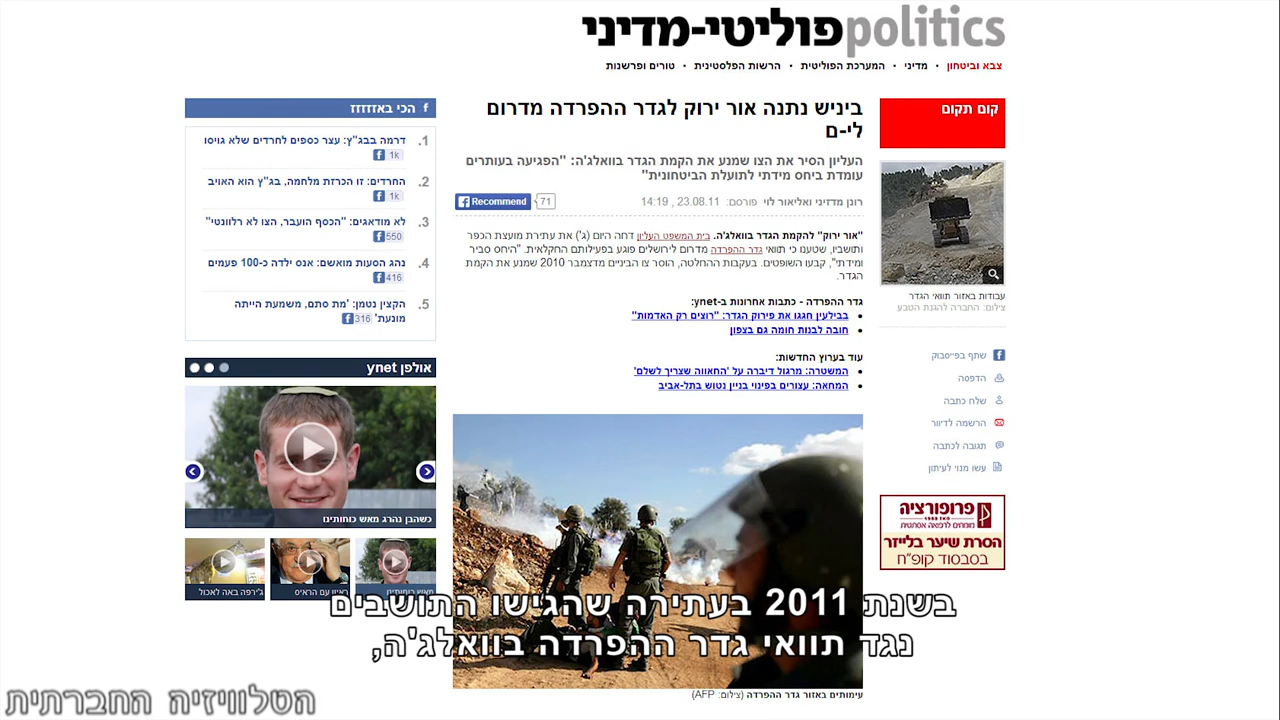 politics פוליטי-מדיני
צבא וביטחון • מדיני • המערכת הפוליטית • הרשות הפלסטינית • טורים ופרשנות
קום תקום
עבודות באזור תוואי הגדר
צילום: החברה להגנת הטבע
שתף בפייסבוק
הדפסה
שלח כתבה
הרשמה לדיוור
תגובה לכתבה
עשו מנוי לעיתון
פרופורציה
מאז 1988
מומחים לרפואה אסתטית
הסרת שיער בלייזר
בסבסוד קופ"ח
ביניש נתנה אור ירוק לגדר ההפרדה מדרום
לי-ם
העליון הסיר את הצו שמנע את הקמת הגדר בוואלג'ה: "הפגיעה בעותרים
עומדת ביחס מידתי לתועלת הביטחונית"
רונן מדזיני ואליאור לוי פורסם: 23.08.11, 14:19
Recommend 71
"אור ירוק" להקמת הגדר בוואלג'ה. בית המשפט העליון דחה היום (ג') את עתירת מועצת הכפר
ותושביו, שטענו כי תוואי גדר ההפרדה מדרום לירושלים פוגע בפעילותם החקלאית. "היחס סביר
ומידתי", קבעו השופטים. בעקבות ההחלטה, הוסר צו הביניים מדצמבר 2010 שמנע את הקמת
הגדר.
גדר ההפרדה - כתבות אחרונות ב-ynet:
בבילעין חגגו את פירוק הגדר: "רוצים רק האדמות"
חובה לבנות חומה גם בצפון
עוד בערוץ החדשות:
המשטרה: מרגול דיברה על 'החאווה שצריך לשלם'
המחאה: עצורים בפינוי בניין נטוש בתל-אביב
עימותים באזור גדר ההפרדה (צילום: AFP)
הכי באזזזזז
1. דרמה בבג"ץ: עצר כספים לחרדים שלא גויסו
1k
2. החרדים: זו הכרזת מלחמה, בג"ץ הוא האויב
1k
3. לא מודאגים: "הכסף הועבר, הצו לא רלוונטי"
550
4. נהג הסעות מואשם: אנס ילדה כ-100 פעמים
416
5. הקצין נטמן: 'מת סתם, משמעת הייתה
מונעת' 316
אולפן ynet
כשהבן נהרג מאש כוחותינו
מאש כוחותינו
ראיון עם הראיס
ג'ירפה באה לאכול
בשנת 2011 בעתירה שהגישו התושבים
נגד תוואי גדר ההפרדה בוואלג'ה,
הטלוויזיה החברתית